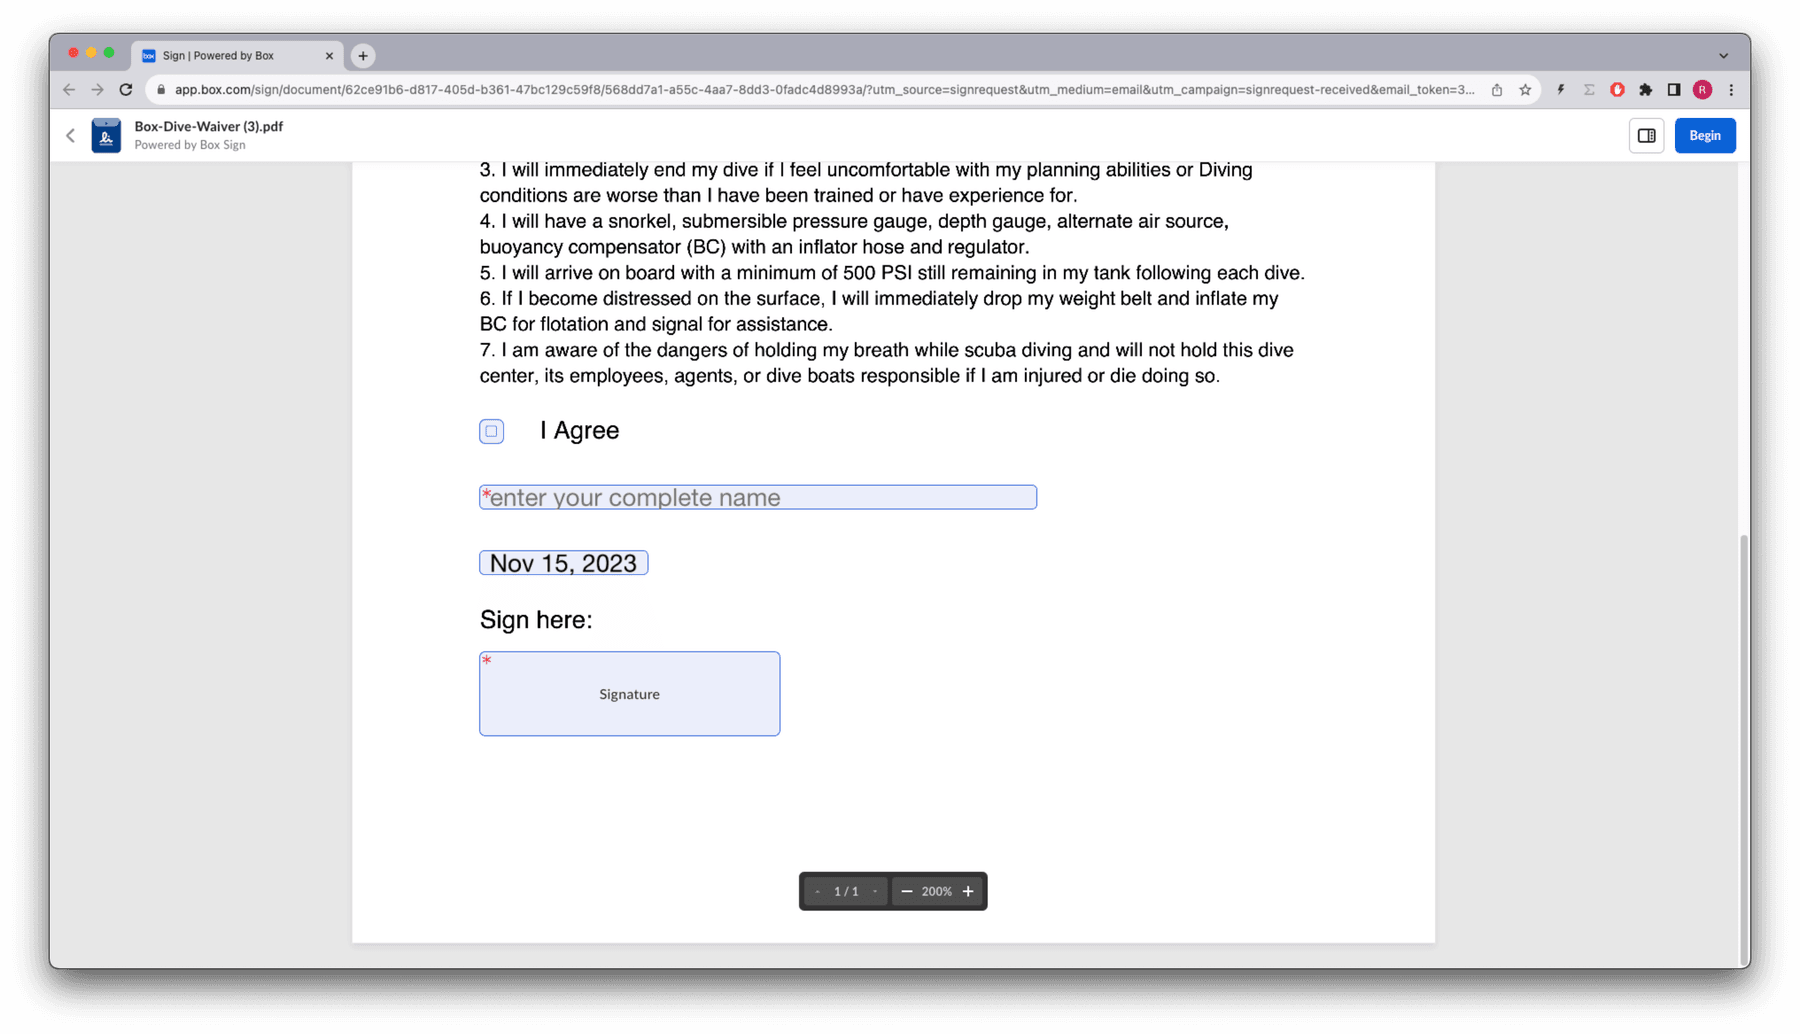 Sign | Powered by Box
app.box.com/sign/document/62ce91b6-d817-405d-b361-47bc129c59f8/568dd7a1-a55c-4aa7-8dd3-0fadc4d8993a/?utm_source=signrequest&utm_medium=email&utm_campaign=signrequest-received&email_token=3...
R
Box-Dive-Waiver (3).pdf
Powered by Box Sign
Begin
3. I will immediately end my dive if I feel uncomfortable with my planning abilities or Diving
conditions are worse than I have been trained or have experience for.
4. I will have a snorkel, submersible pressure gauge, depth gauge, alternate air source,
buoyancy compensator (BC) with an inflator hose and regulator.
5. I will arrive on board with a minimum of 500 PSI still remaining in my tank following each dive.
6. If I become distressed on the surface, I will immediately drop my weight belt and inflate my
BC for flotation and signal for assistance.
7. I am aware of the dangers of holding my breath while scuba diving and will not hold this dive
center, its employees, agents, or dive boats responsible if I am injured or die doing so.
I Agree
*enter your complete name
Nov 15, 2023
Sign here:
*
Signature
1 / 1
200%